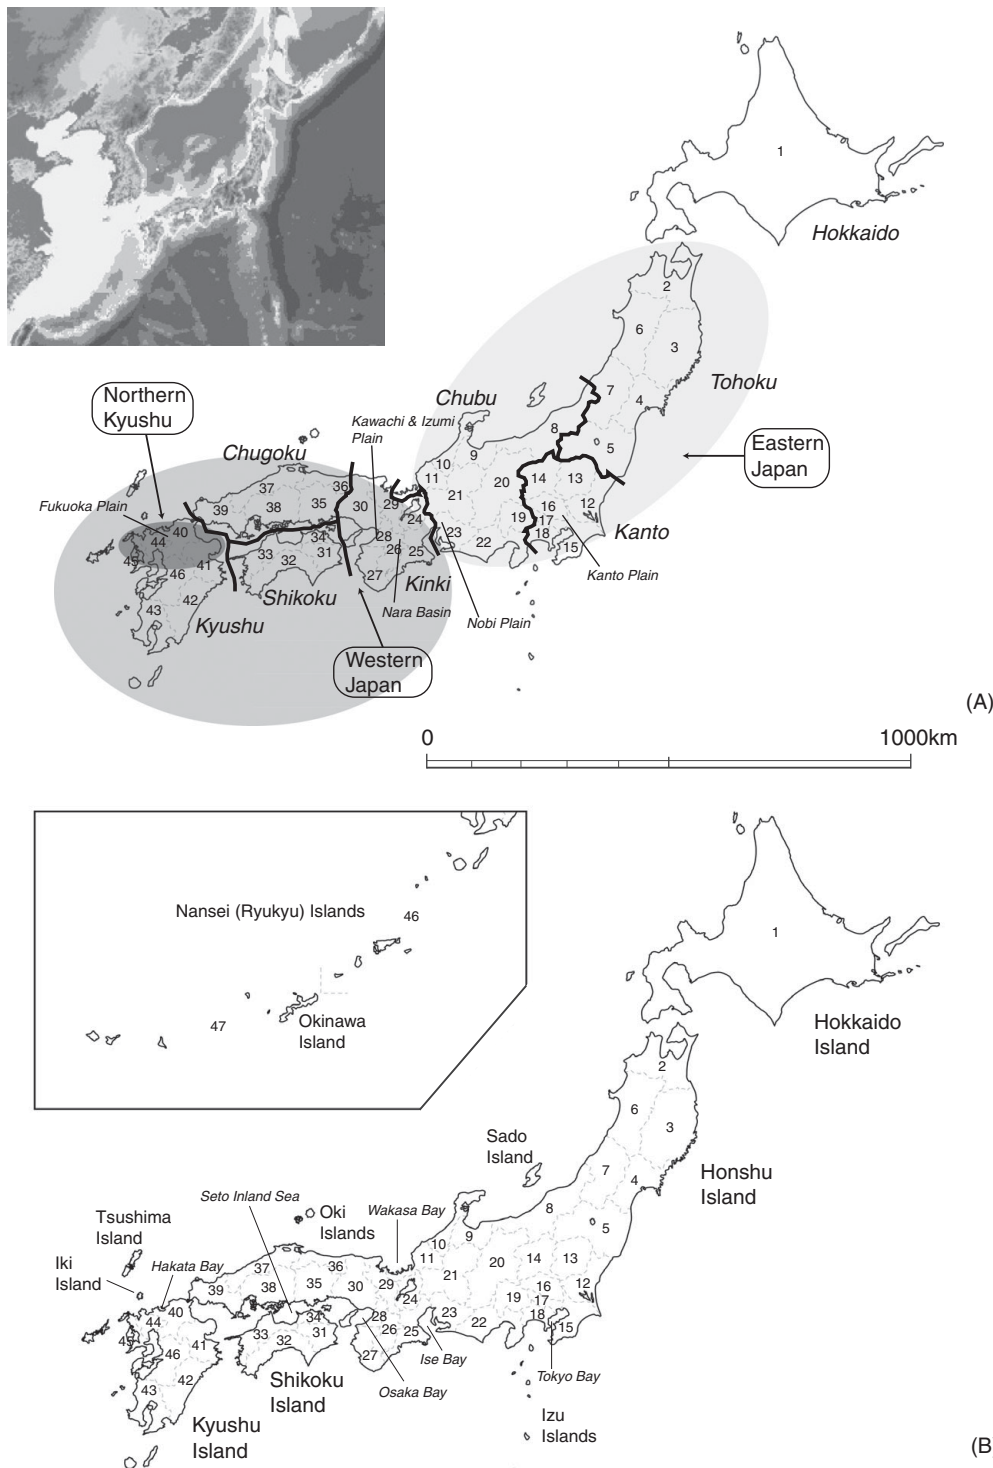 1
Hokkaido
2
6
3
Tohoku
7
4
Northern
Kyushu
Chubu
Kawachi & Izumi
Plain
8
5
Eastern
Japan
Chugoku
9
10
11
20
14
13
37
36
35
30
29
21
12
Fukuoka Plain
39
38
24
16
19
17
40
34
28
23
22
18
Kanto
44
33
32
31
26
25
15
45
41
46
27
Kinki
Kanto Plain
42
Shikoku
43
Kyushu
Nara Basin
Nobi Plain
Western
Japan
(A)
0
1000km
Nansei (Ryukyu) Islands
46
1
47
Okinawa
Island
Hokkaido
Island
2
6
3
Sado
Island
7
4
Honshu
Island
Seto Inland Sea
Oki
Islands
Wakasa Bay
8
5
Tsushima
Island
9
10
11
20
14
13
Iki
Island
Hakata Bay
37
36
21
39
38
35
30
29
24
19
16
12
17
40
44
34
28
23
22
18
15
45
41
33
32
31
26
25
46
27
Ise Bay
Tokyo Bay
42
43
Shikoku
Island
Osaka Bay
Kyushu
Island
Izu
Islands
(B